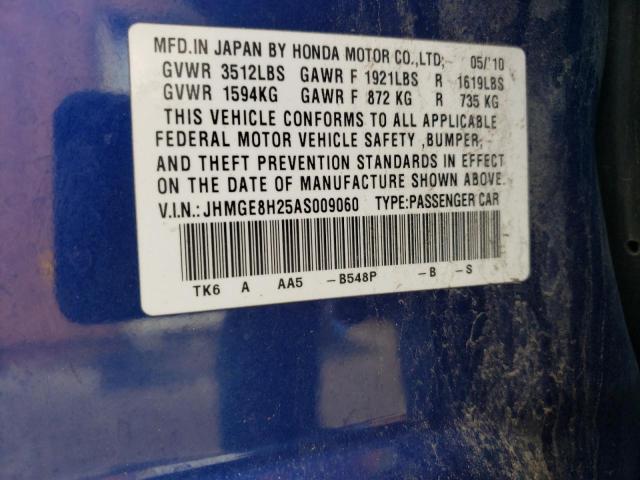 MFD.IN JAPAN BY HONDA MOTOR CO.,LTD; 05/'10
GVWR 3512LBS GAWR F 1921LBS R 1619LBS
GVWR 1594KG GAWR F 872 KG R 735 KG
THIS VEHICLE CONFORMS TO ALL APPLICABLE
FEDERAL MOTOR VEHICLE SAFETY ,BUMPER,
AND THEFT PREVENTION STANDARDS IN EFFECT
ON THE DATE OF MANUFACTURE SHOWN ABOVE.
V.I.N.: JHMGE8H25AS009060 TYPE:PASSENGER CAR
TK6 A AA5 -B548P -B -S